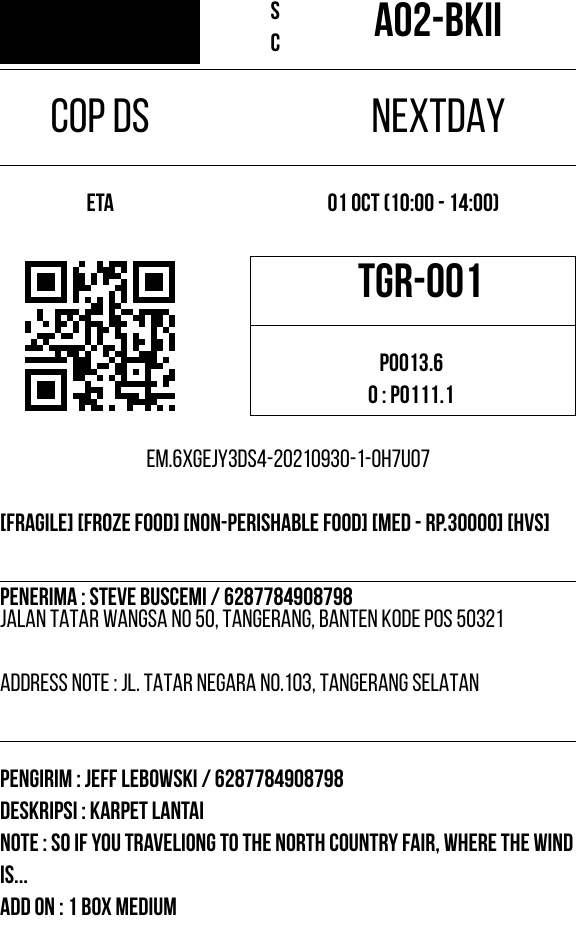 S
C
A02-BKII
COP DS
NEXTDAY
ETA
01 OCT (10:00 - 14:00)
TGR-001
P0013.6
O : P0111.1
EM.6XGEJY3DS4-20210930-1-0H7U07
[FRAGILE] [FROZE FOOD] [NON-PERISHABLE FOOD] [MED - RP.30000] [HVS]
PENERIMA : STEVE BUSCEMI / 6287784908798
JALAN TATAR WANGSA NO 50, TANGERANG, BANTEN KODE POS 50321
ADDRESS NOTE : JL. TATAR NEGARA NO.103, TANGERANG SELATAN
PENGIRIM : JEFF LEBOWSKI / 6287784908798
DESKRIPSI : KARPET LANTAI
NOTE : SO IF YOU TRAVELIONG TO THE NORTH COUNTRY FAIR, WHERE THE WIND
IS...
ADD ON : 1 BOX MEDIUM